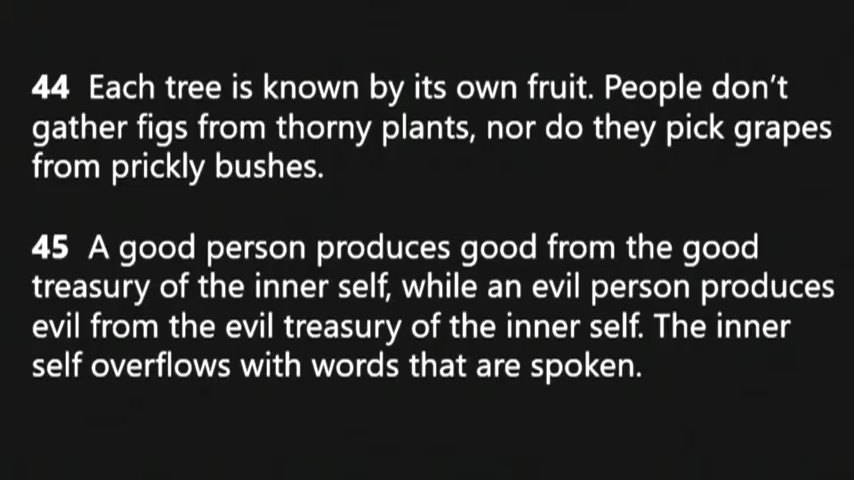 44 Each tree is known by its own fruit. People don’t
gather figs from thorny plants, nor do they pick grapes
from prickly bushes.
45 A good person produces good from the good
treasury of the inner self, while an evil person produces
evil from the evil treasury of the inner self. The inner
self overflows with words that are spoken.